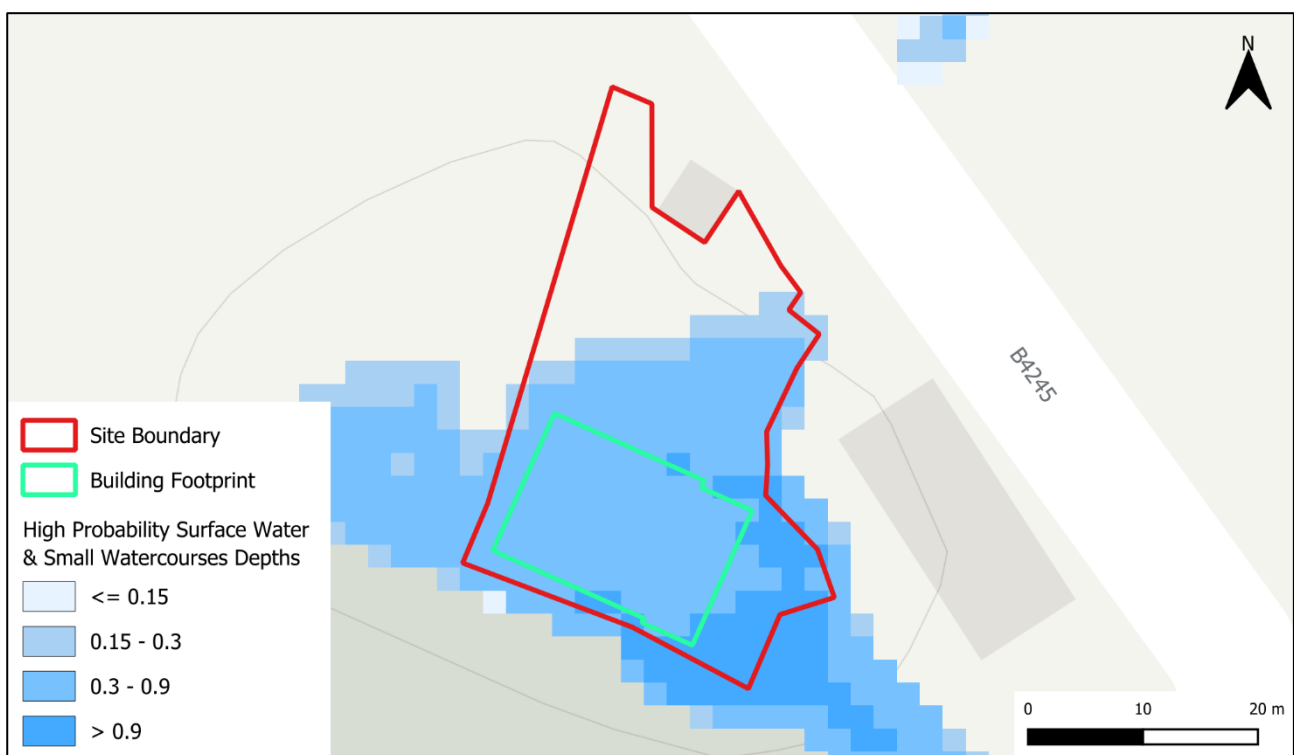 N
B4245
Site Boundary
Building Footprint
High Probability Surface Water
& Small Watercourses Depths
<= 0.15
0.15 - 0.3
0.3 - 0.9
> 0.9
0 10 20 m